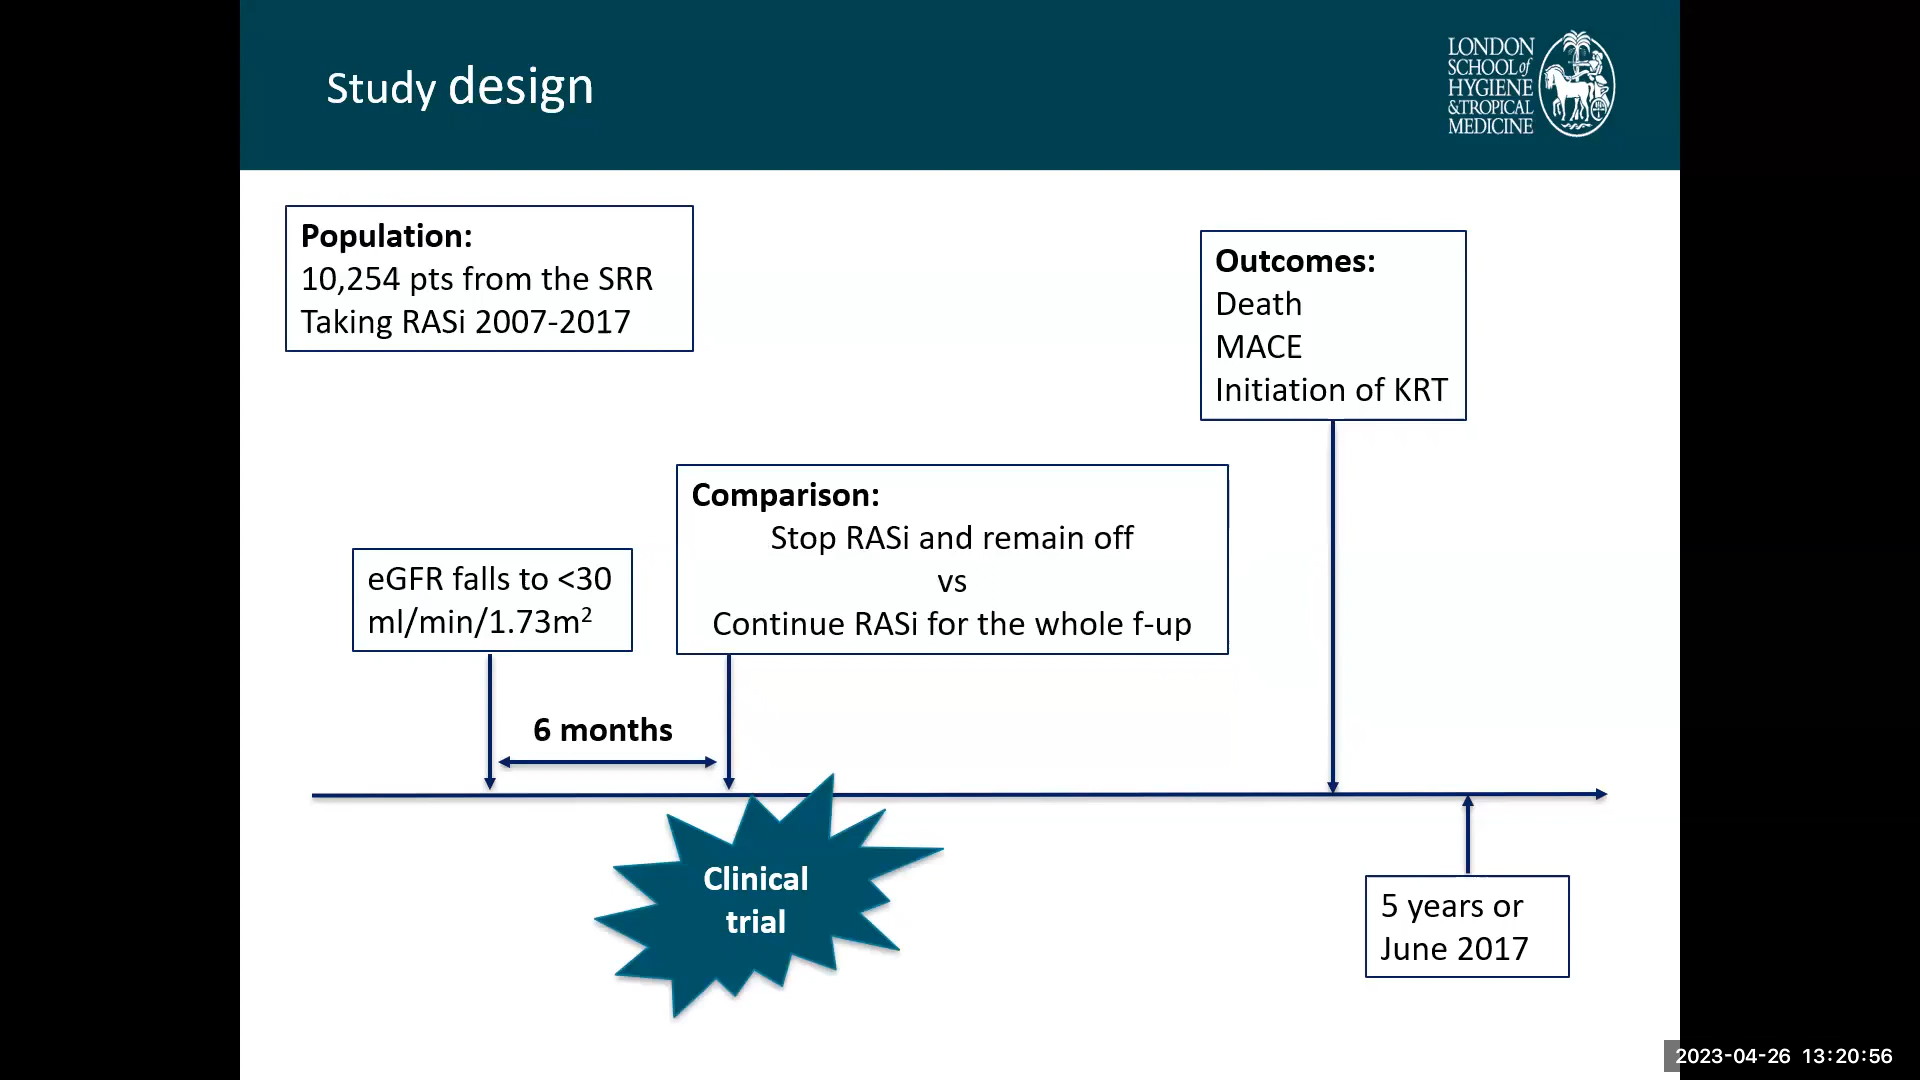 Study design
LONDON
SCHOOL of
HYGIENE
& TROPICAL
MEDICINE
Population:
10,254 pts from the SRR
Taking RASi 2007-2017
Outcomes:
Death
MACE
Initiation of KRT
Comparison:
Stop RASi and remain off
vs
Continue RASi for the whole f-up
eGFR falls to <30
ml/min/1.73m²
6 months
Clinical
trial
5 years or
June 2017
2023-04-26 13:20:56